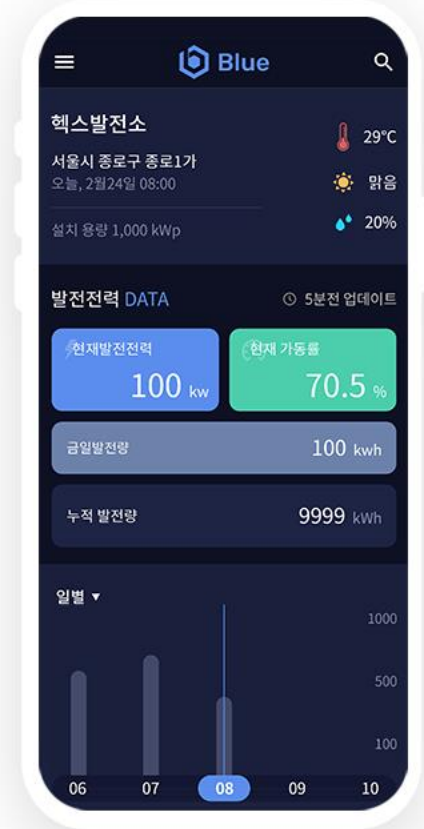 Blue
헥스발전소
29°C
서울시 종로구 종로1가
오늘, 2월24일 08:00
맑음
설치 용량 1,000 kWp
20%
발전전력 DATA
5분전 업데이트
현재발전전력
100 kw
현재 가동률
70.5 %
금일발전량
100 kwh
누적 발전량
9999 kWh
일별 ▼
1000
500
100
06 07 08 09 10